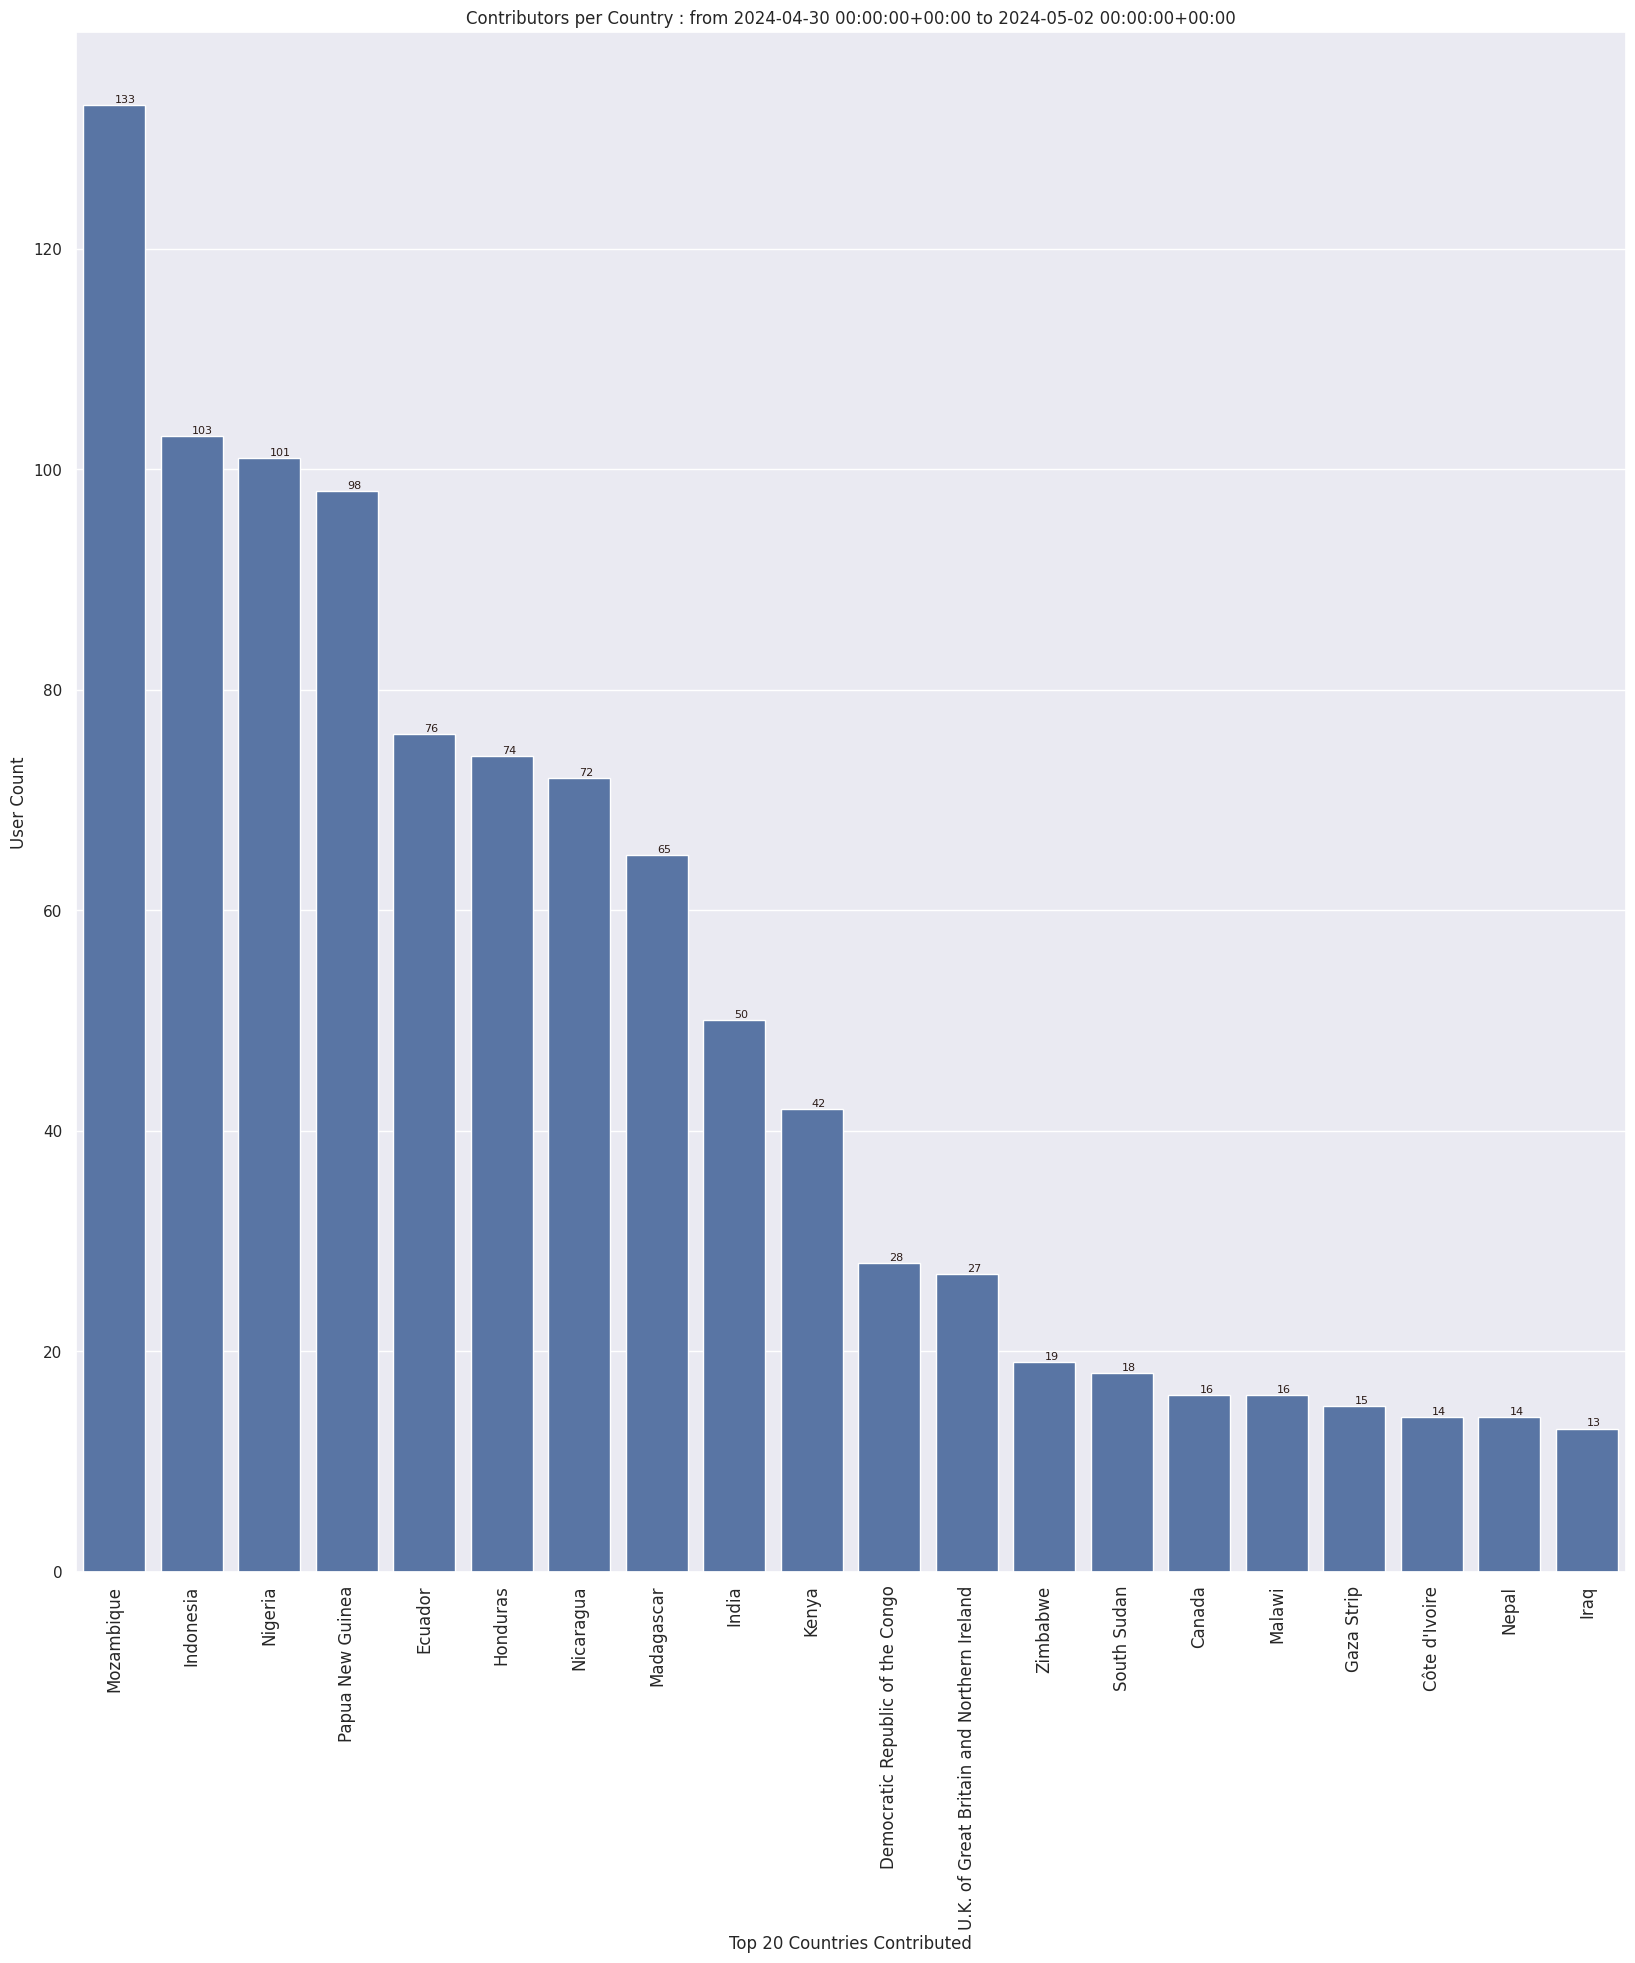 Contributors per Country : from 2024-04-30 00:00:00+00:00 to 2024-05-02 00:00:00+00:00
User Count
120
100
80
60
40
20
0
133
103
101
98
76
74
72
65
50
42
28
27
19
18
16
16
15
14
14
13
Mozambique
Indonesia
Nigeria
Papua New Guinea
Ecuador
Honduras
Nicaragua
Madagascar
India
Kenya
Democratic Republic of the Congo
U.K. of Great Britain and Northern Ireland
Zimbabwe
South Sudan
Canada
Malawi
Gaza Strip
Côte d'Ivoire
Nepal
Iraq
Top 20 Countries Contributed